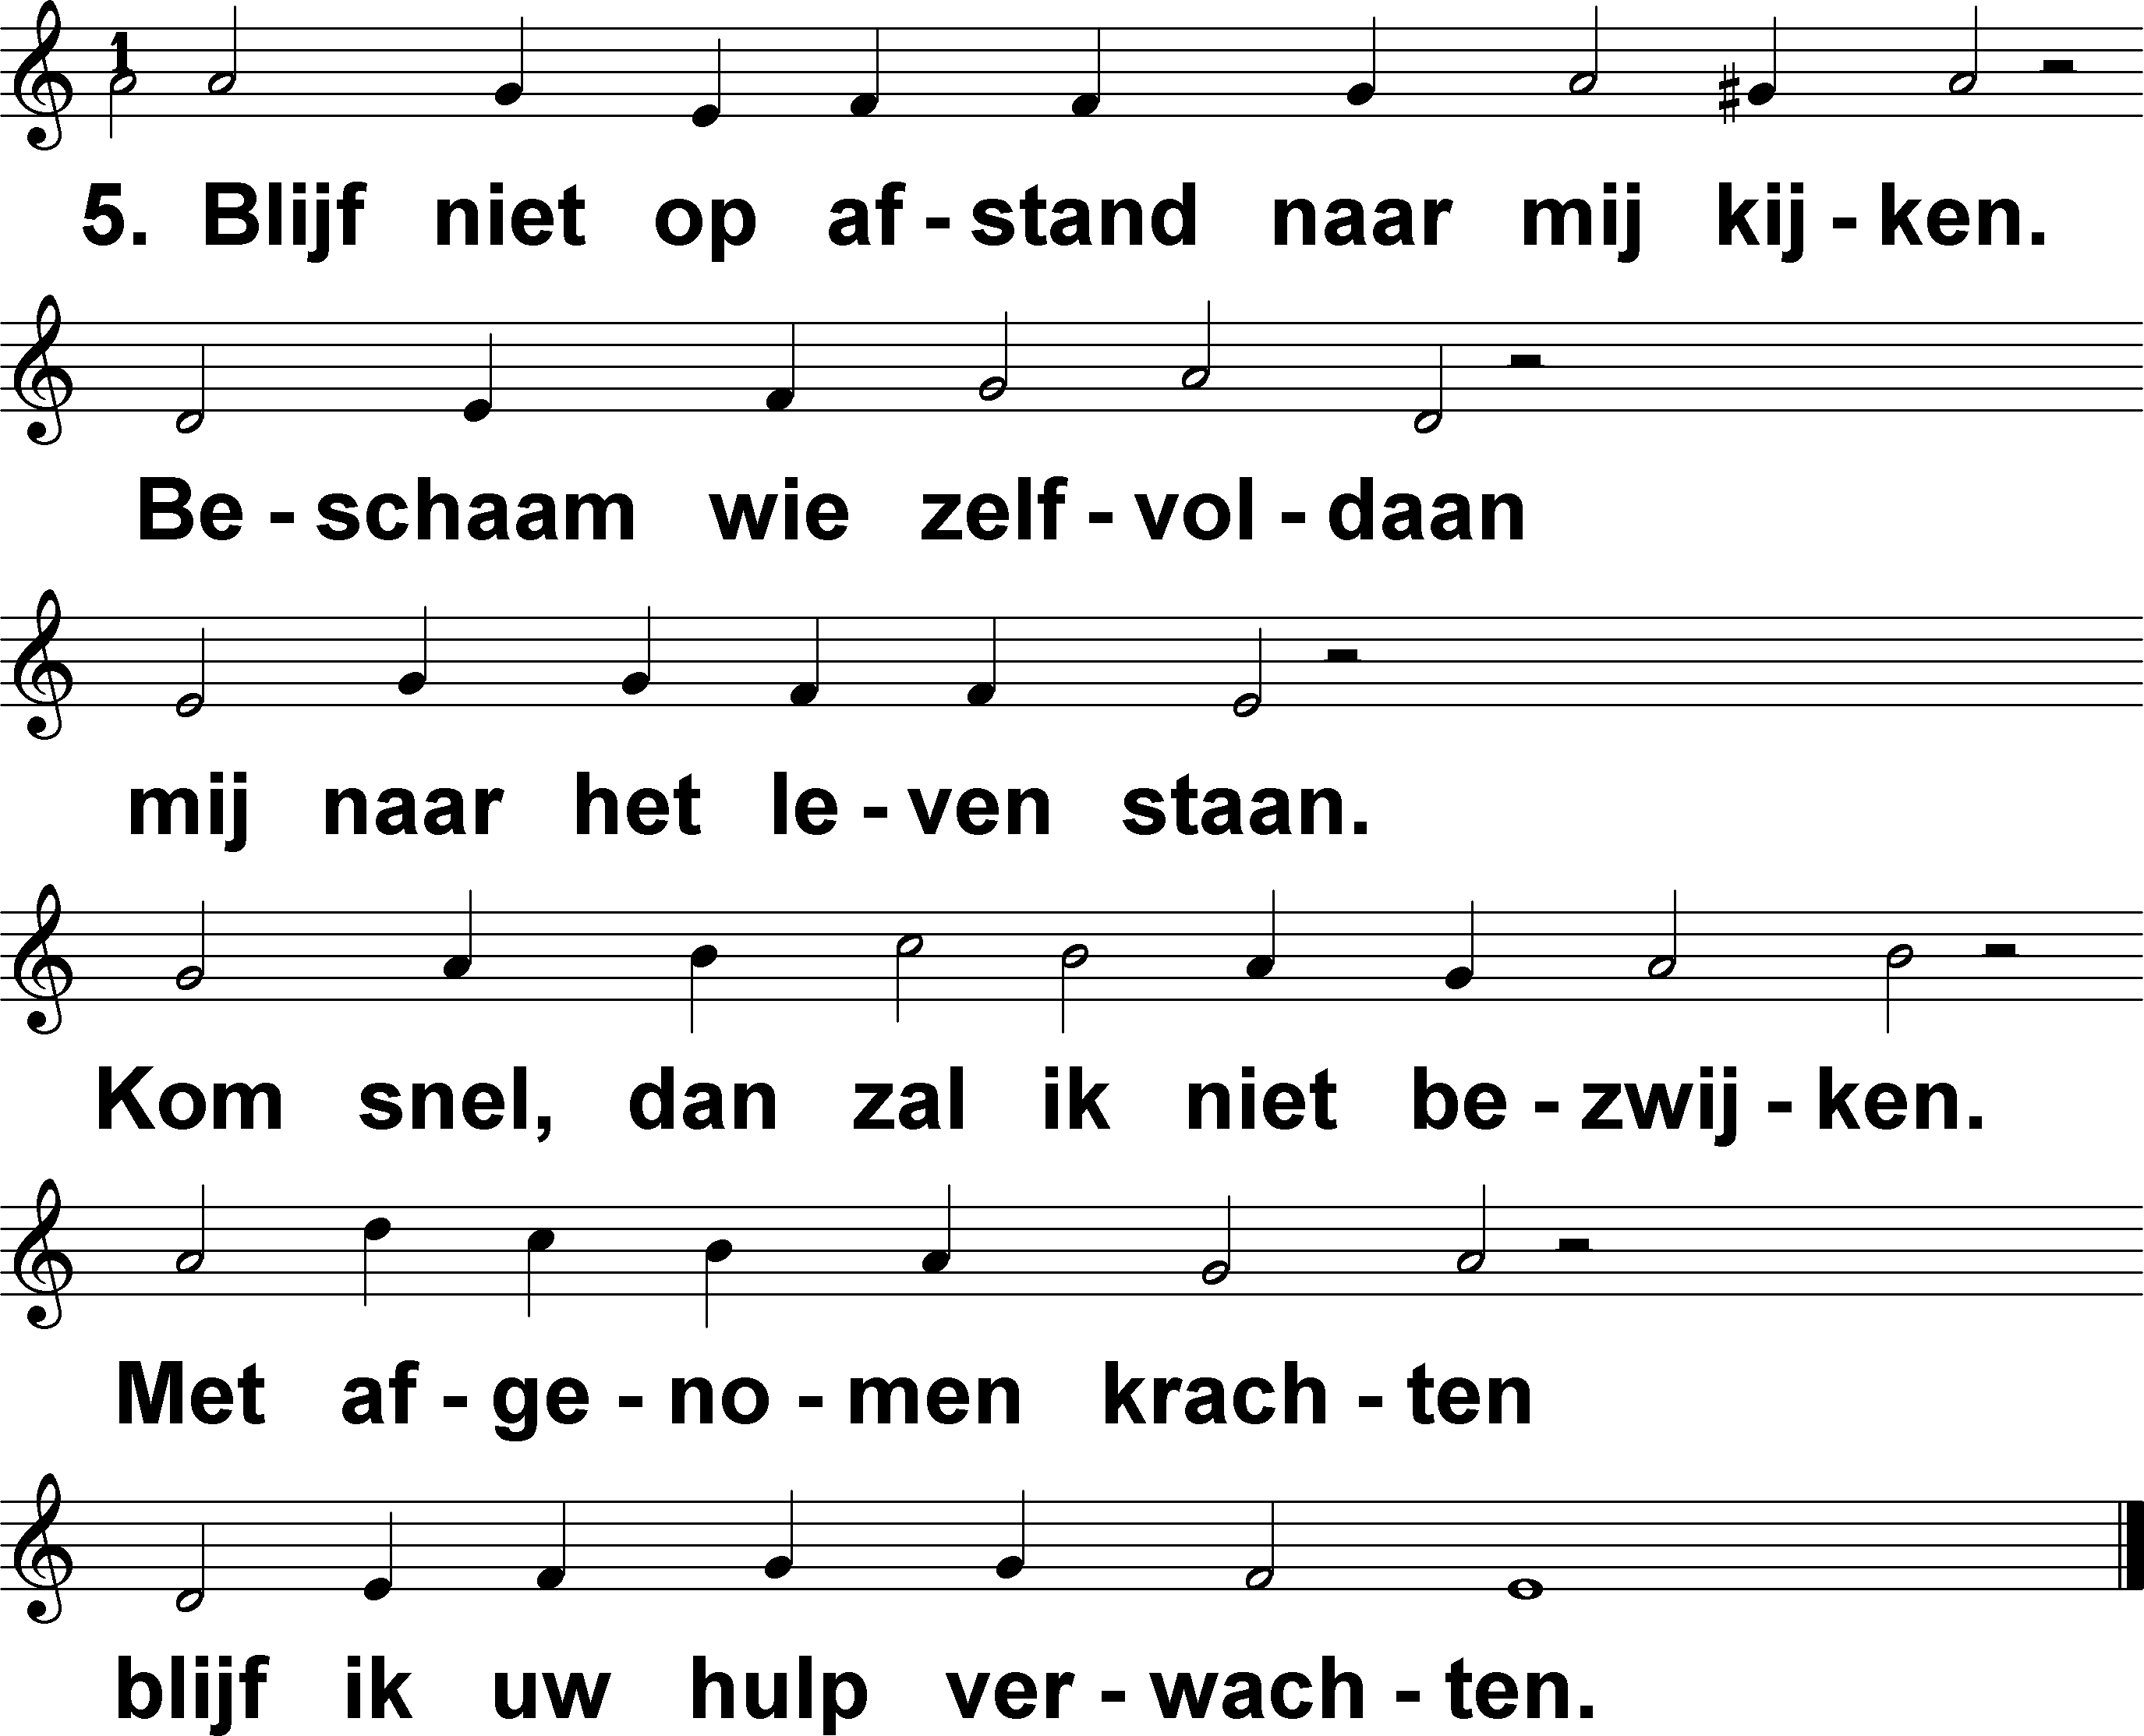 1
5. Blijf niet op af - stand naar mij kij - ken.
Be - schaam wie zelf - vol - daan
mij naar het le - ven staan.
Kom snel, dan zal ik niet be - zwij - ken.
Met af - ge - no - men krach - ten
blijf ik uw hulp ver - wach - ten.